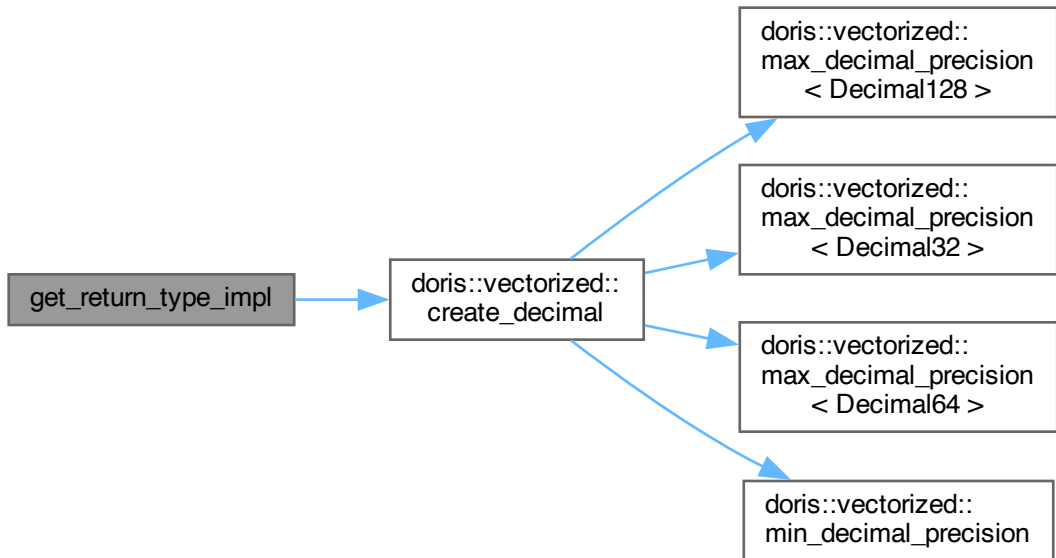 get_return_type_impl
doris::vectorized::
create_decimal
doris::vectorized::
max_decimal_precision
< Decimal128 >
doris::vectorized::
max_decimal_precision
< Decimal32 >
doris::vectorized::
max_decimal_precision
< Decimal64 >
doris::vectorized::
min_decimal_precision